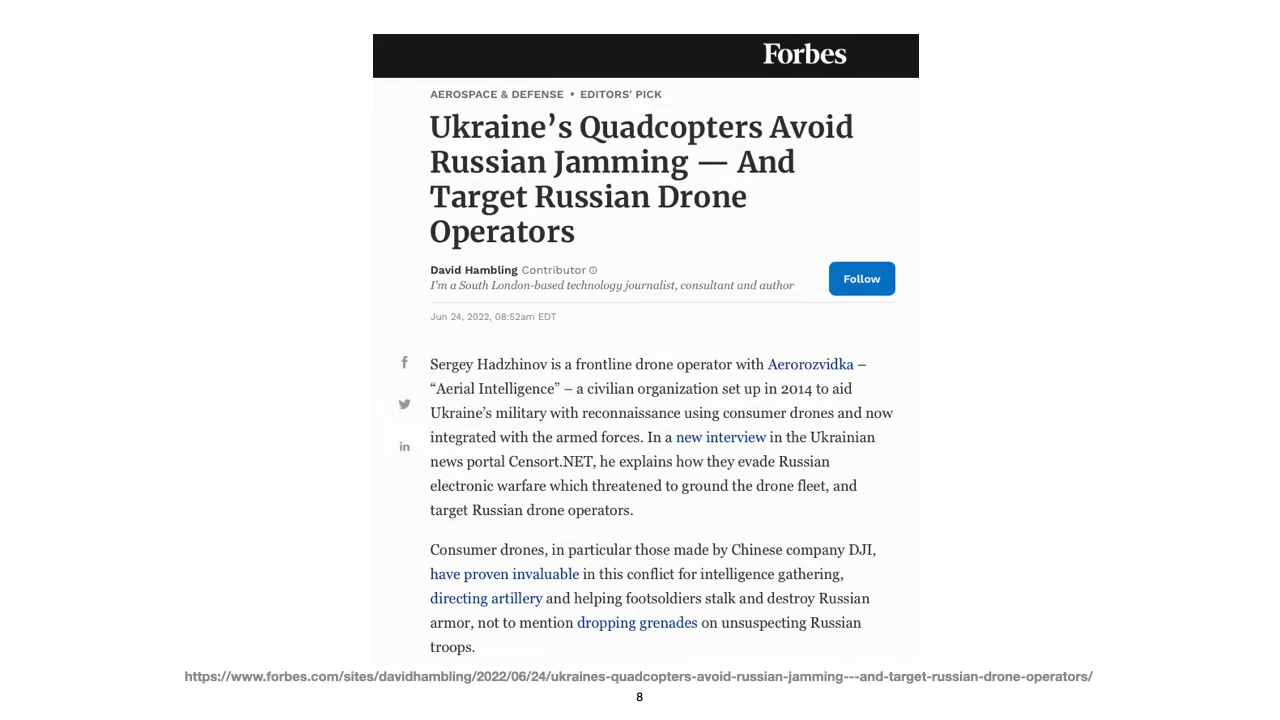 Forbes
AEROSPACE & DEFENSE • EDITORS' PICK
Ukraine’s Quadcopters Avoid
Russian Jamming — And
Target Russian Drone
Operators
David Hambling Contributor
I'm a South London-based technology journalist, consultant and author
Follow
Jun 24, 2022, 08:52am EDT
Sergey Hadzhinov is a frontline drone operator with Aerorozvidka –
“Aerial Intelligence” – a civilian organization set up in 2014 to aid
Ukraine’s military with reconnaissance using consumer drones and now
integrated with the armed forces. In a new interview in the Ukrainian
news portal Censort.NET, he explains how they evade Russian
electronic warfare which threatened to ground the drone fleet, and
target Russian drone operators.
Consumer drones, in particular those made by Chinese company DJI,
have proven invaluable in this conflict for intelligence gathering,
directing artillery and helping footsoldiers stalk and destroy Russian
armor, not to mention dropping grenades on unsuspecting Russian
troops.
https://www.forbes.com/sites/davidhambling/2022/06/24/ukraines-quadcopters-avoid-russian-jamming---and-target-russian-drone-operators/
8